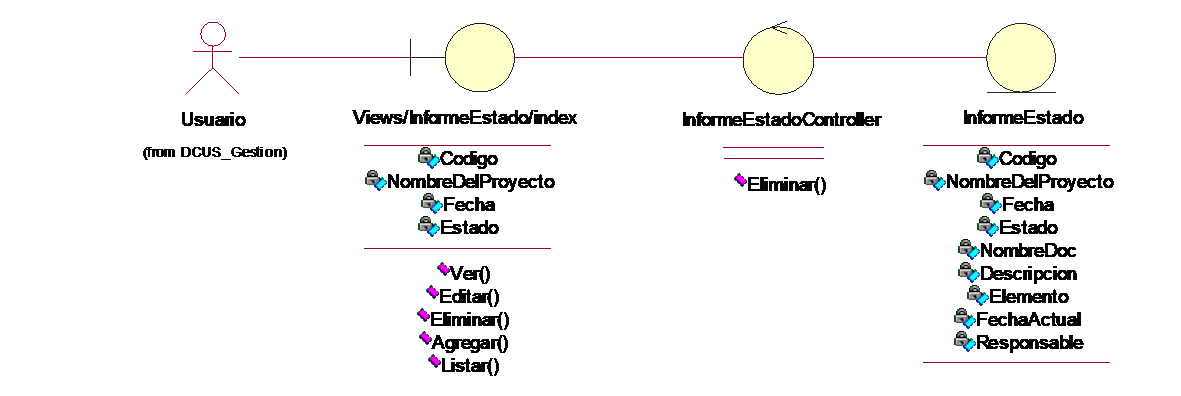 Usuario
(from DCUS_Gestion)
Views/InformeEstado/index
Codigo
NombreDelProyecto
Fecha
Estado
Ver()
Editar()
Eliminar()
Agregar()
Listar()
InformeEstadoController
Eliminar()
InformeEstado
Codigo
NombreDelProyecto
Fecha
Estado
NombreDoc
Descripcion
Elemento
FechaActual
Responsable